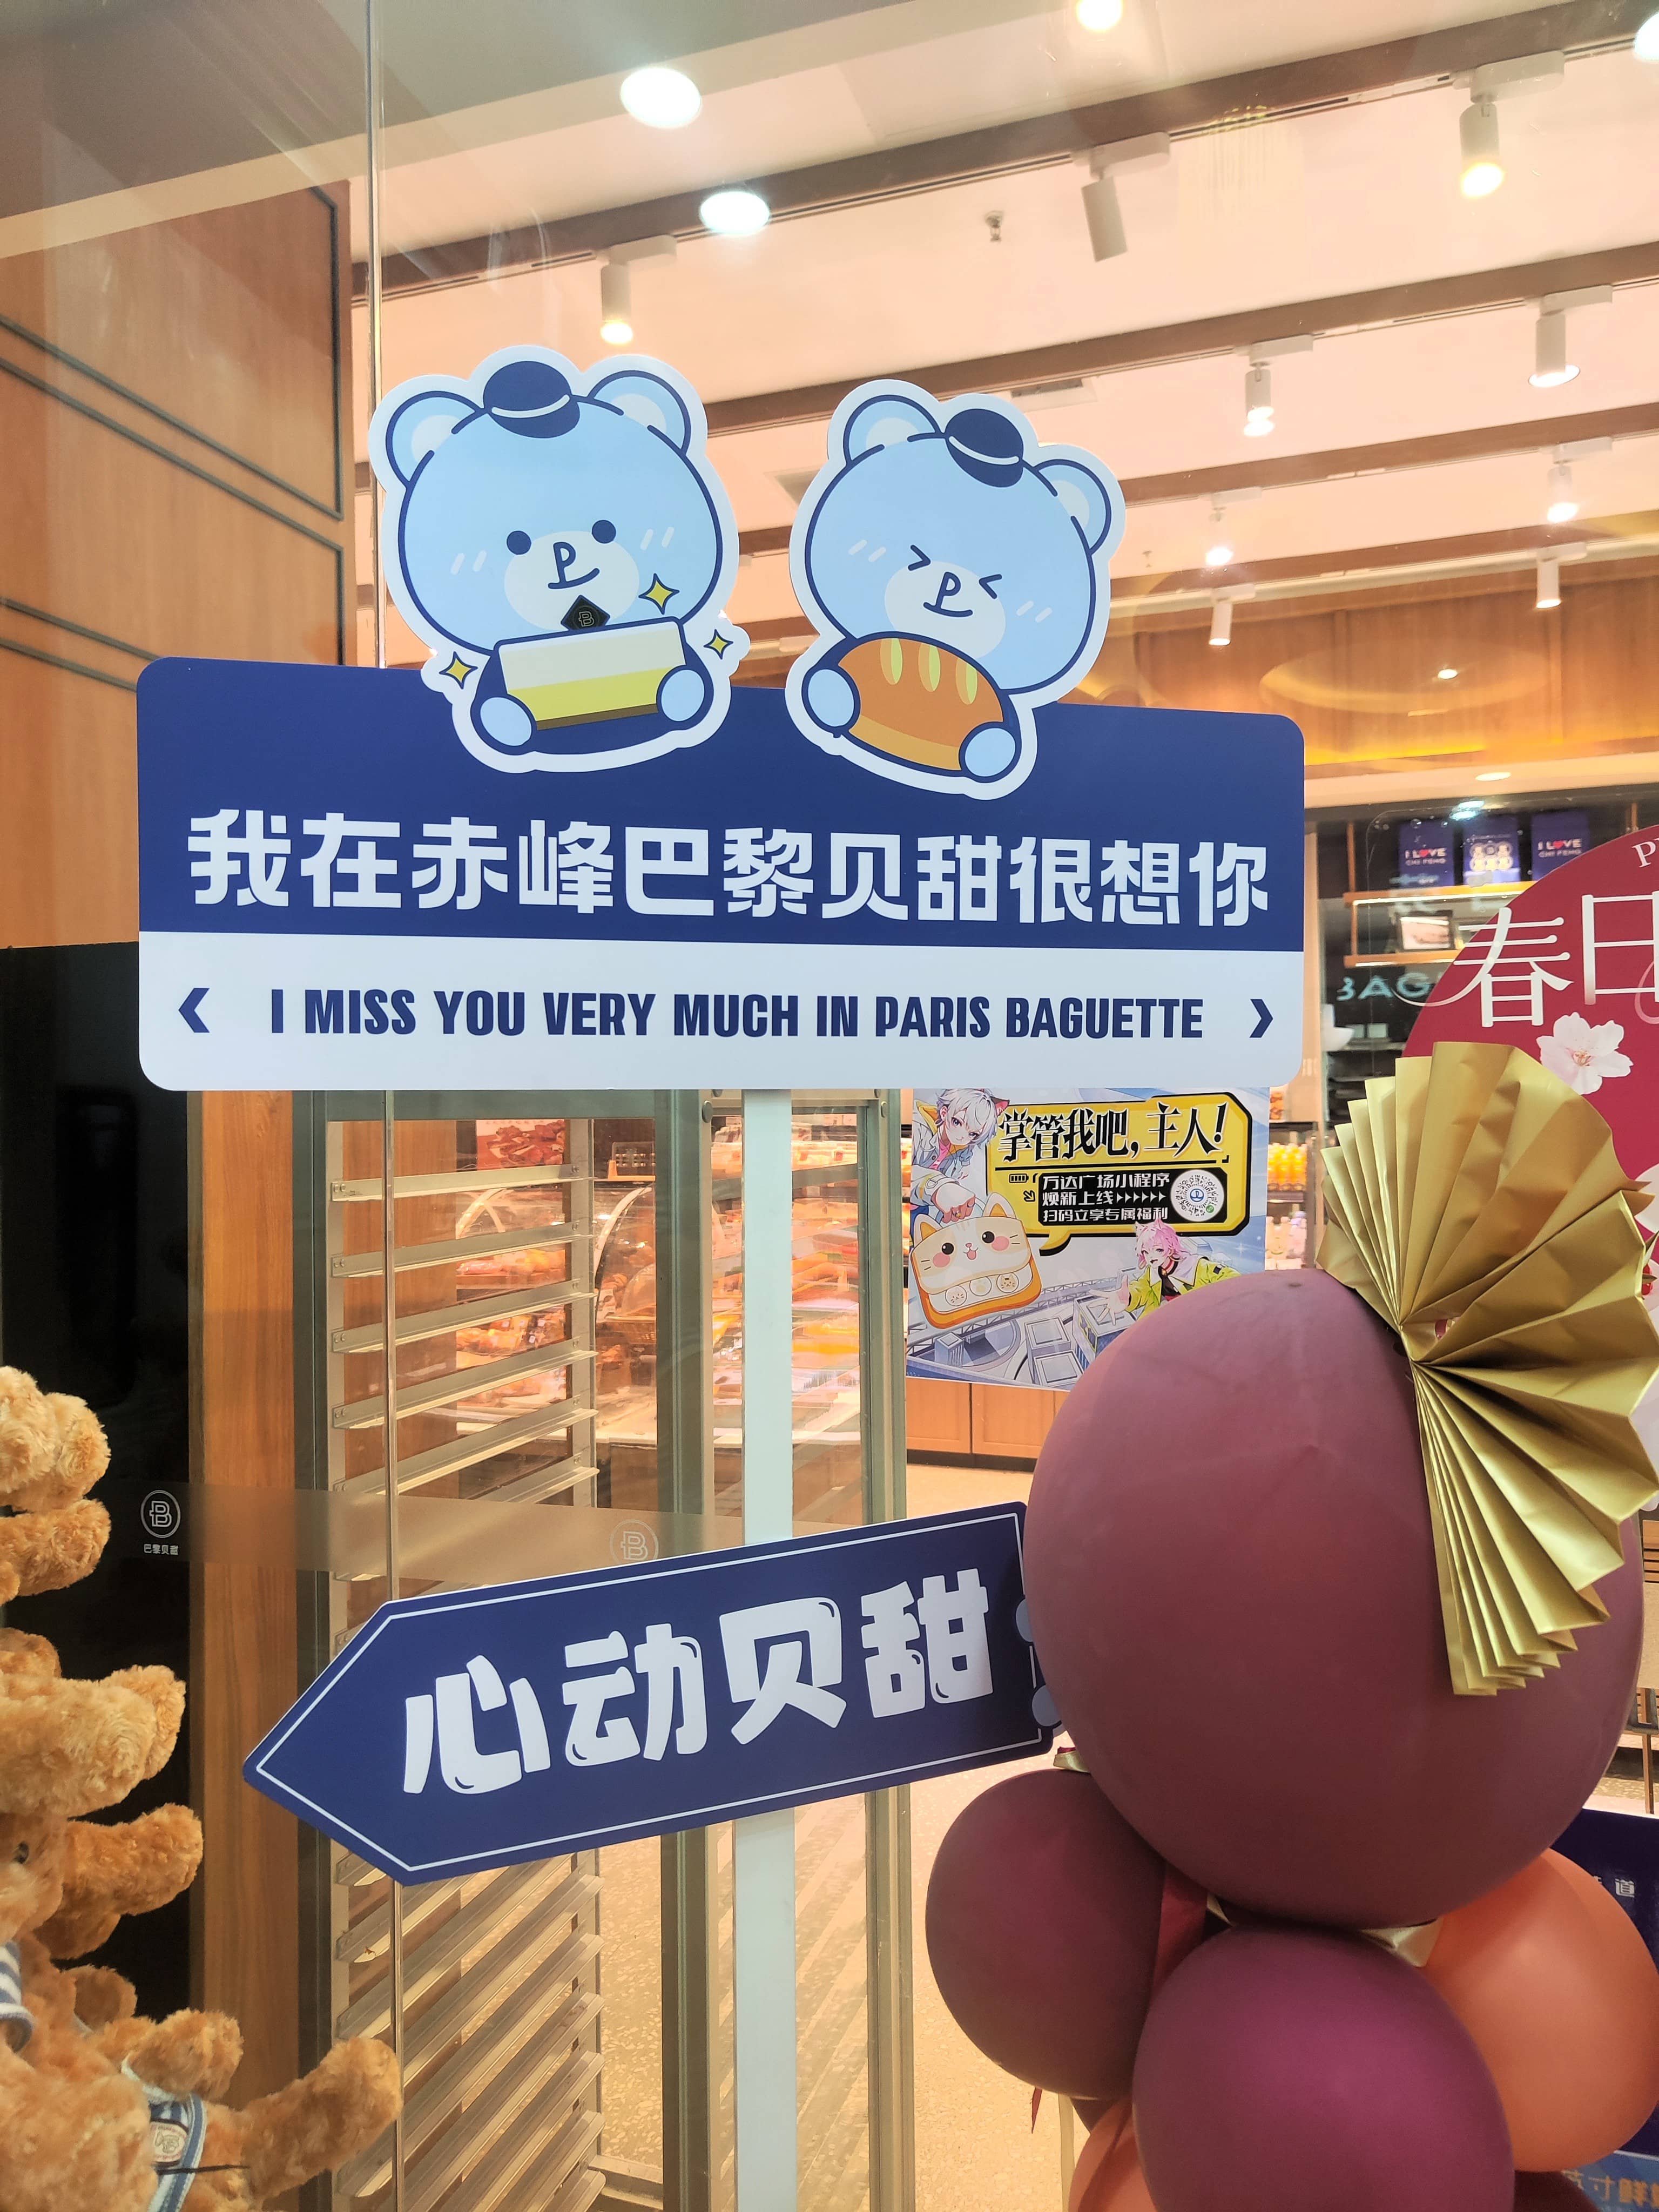 我在赤峰巴黎贝甜很想你
I MISS YOU VERY MUCH IN PARIS BAGUETTE
I LOVE
CHI FENG
I LOVE
CHI FENG
春日
掌管我吧，主人！
万达广场小程序
焕新上线
扫码立享专属福利
巴黎贝甜
心动贝甜
道